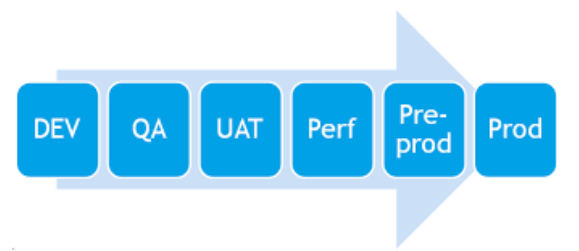 DEV
QA
UAT
Perf
Pre-
prod
Prod